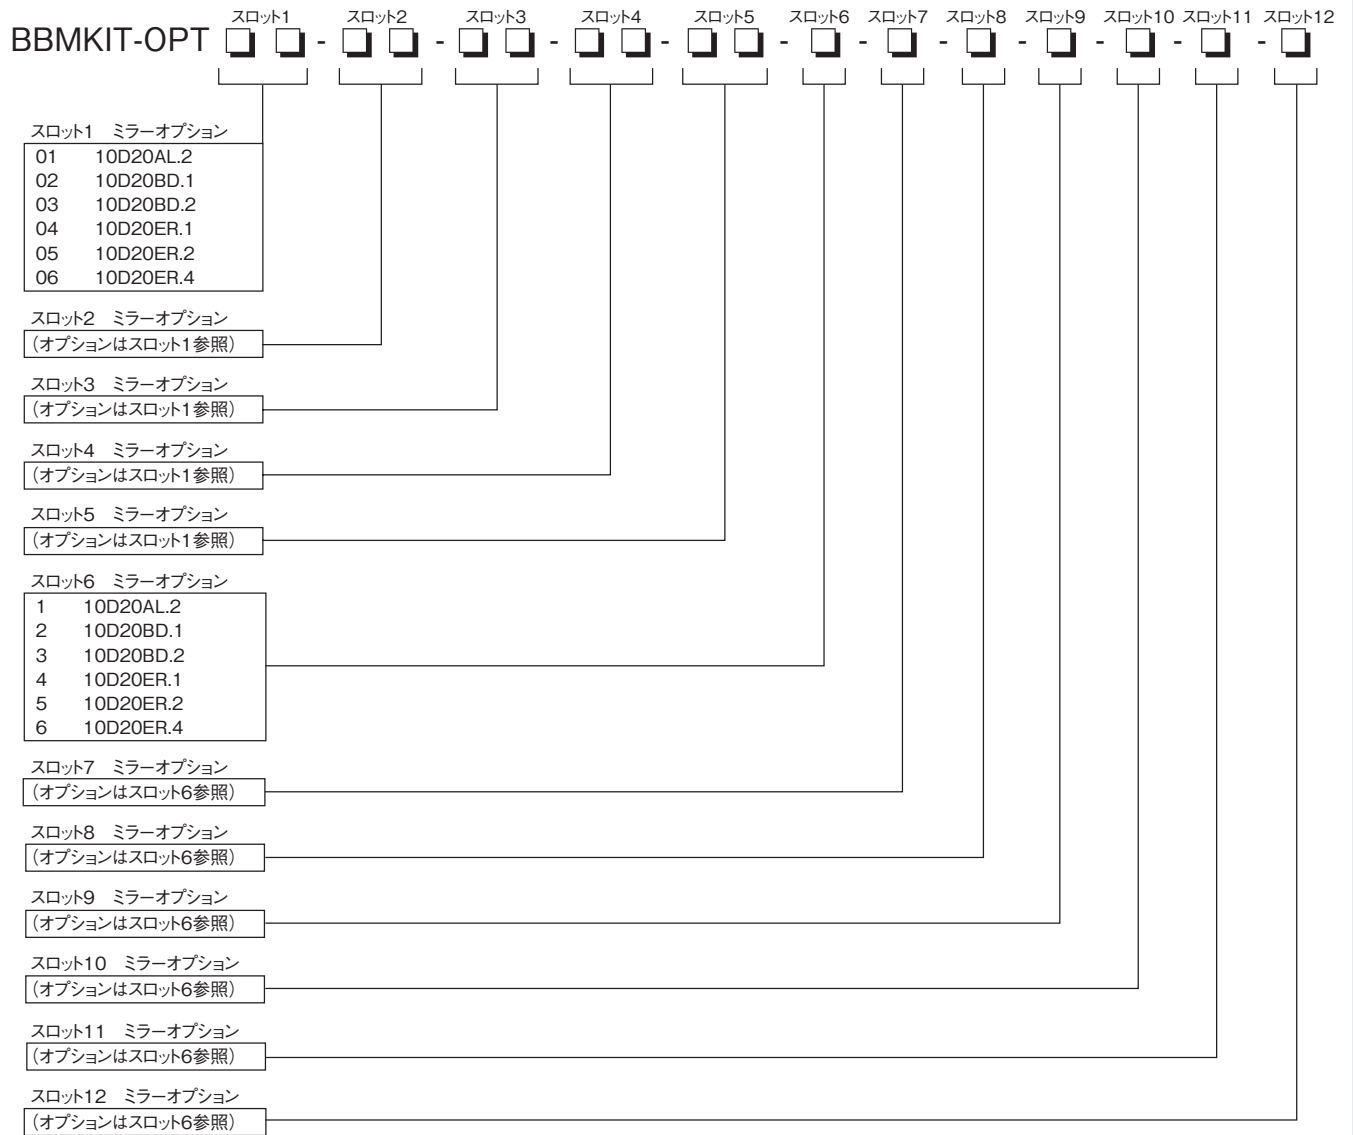 スロット1 スロット2 スロット3 スロット4 スロット5 スロット6 スロット7 スロット8 スロット9 スロット10 スロット11 スロット12
BBMKIT-OPT □ □ - □ □ - □ □ - □ □ - □ □ - □ - □ - □ - □ - □ - □ - □
スロット1 ミラーオプション
01 10D20AL.2
02 10D20BD.1
03 10D20BD.2
04 10D20ER.1
05 10D20ER.2
06 10D20ER.4
スロット2 ミラーオプション
(オプションはスロット1参照)
スロット3 ミラーオプション
(オプションはスロット1参照)
スロット4 ミラーオプション
(オプションはスロット1参照)
スロット5 ミラーオプション
(オプションはスロット1参照)
スロット6 ミラーオプション
1 10D20AL.2
2 10D20BD.1
3 10D20BD.2
4 10D20ER.1
5 10D20ER.2
6 10D20ER.4
スロット7 ミラーオプション
(オプションはスロット6参照)
スロット8 ミラーオプション
(オプションはスロット6参照)
スロット9 ミラーオプション
(オプションはスロット6参照)
スロット10 ミラーオプション
(オプションはスロット6参照)
スロット11 ミラーオプション
(オプションはスロット6参照)
スロット12 ミラーオプション
(オプションはスロット6参照)